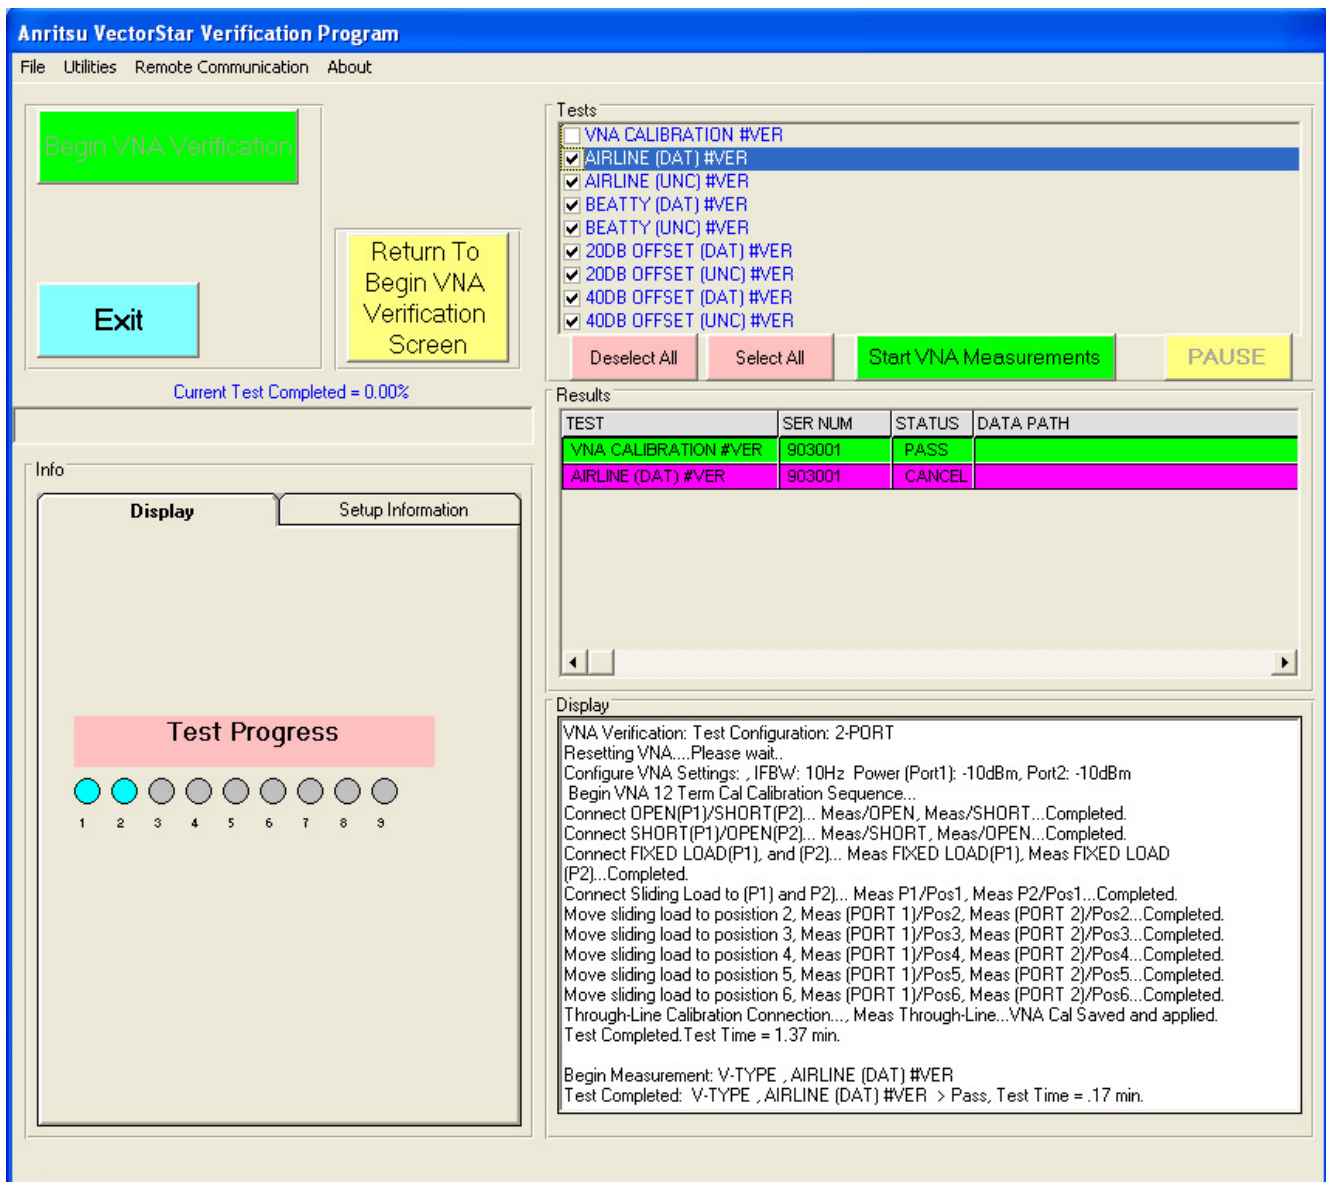 Anritsu VectorStar Verification Program
File Utilities Remote Communication About
Begin VNA Verification
Exit
Return To
Begin VNA
Verification
Screen
Current Test Completed = 0.00%
Info
Display Setup Information
Test Progress
1 2 3 4 5 6 7 8 9
Tests
VNA CALIBRATION #VER
AIRLINE (DAT) #VER
AIRLINE (UNC) #VER
BEATTY (DAT) #VER
BEATTY (UNC) #VER
20DB OFFSET (DAT) #VER
20DB OFFSET (UNC) #VER
40DB OFFSET (DAT) #VER
40DB OFFSET (UNC) #VER
Deselect All Select All Start VNA Measurements PAUSE
Results
TEST SER NUM STATUS DATA PATH
VNA CALIBRATION #VER 903001 PASS
AIRLINE (DAT) #VER 903001 CANCEL
Display
VNA Verification: Test Configuration: 2-PORT
Resetting VNA....Please wait..
Configure VNA Settings: , IFBW: 10Hz Power (Port1): -10dBm, Port2: -10dBm
Begin VNA 12 Term Cal Calibration Sequence...
Connect OPEN(P1)/SHORT(P2)... Meas/OPEN, Meas/SHORT...Completed.
Connect SHORT(P1)/OPEN(P2)... Meas/SHORT, Meas/OPEN...Completed.
Connect FIXED LOAD(P1), and (P2)... Meas FIXED LOAD(P1), Meas FIXED LOAD
(P2)...Completed.
Connect Sliding Load to (P1) and P2)... Meas P1/Pos1, Meas P2/Pos1...Completed.
Move sliding load to posistion 2, Meas (PORT 1)/Pos2, Meas (PORT 2)/Pos2...Completed.
Move sliding load to posistion 3, Meas (PORT 1)/Pos3, Meas (PORT 2)/Pos3...Completed.
Move sliding load to posistion 4, Meas (PORT 1)/Pos4, Meas (PORT 2)/Pos4...Completed.
Move sliding load to posistion 5, Meas (PORT 1)/Pos5, Meas (PORT 2)/Pos5...Completed.
Move sliding load to posistion 6, Meas (PORT 1)/Pos6, Meas (PORT 2)/Pos6...Completed.
Through-Line Calibration Connection..., Meas Through-Line...VNA Cal Saved and applied.
Test Completed.Test Time = 1.37 min.
Begin Measurement: V-TYPE , AIRLINE (DAT) #VER
Test Completed: V-TYPE , AIRLINE (DAT) #VER > Pass, Test Time = .17 min.